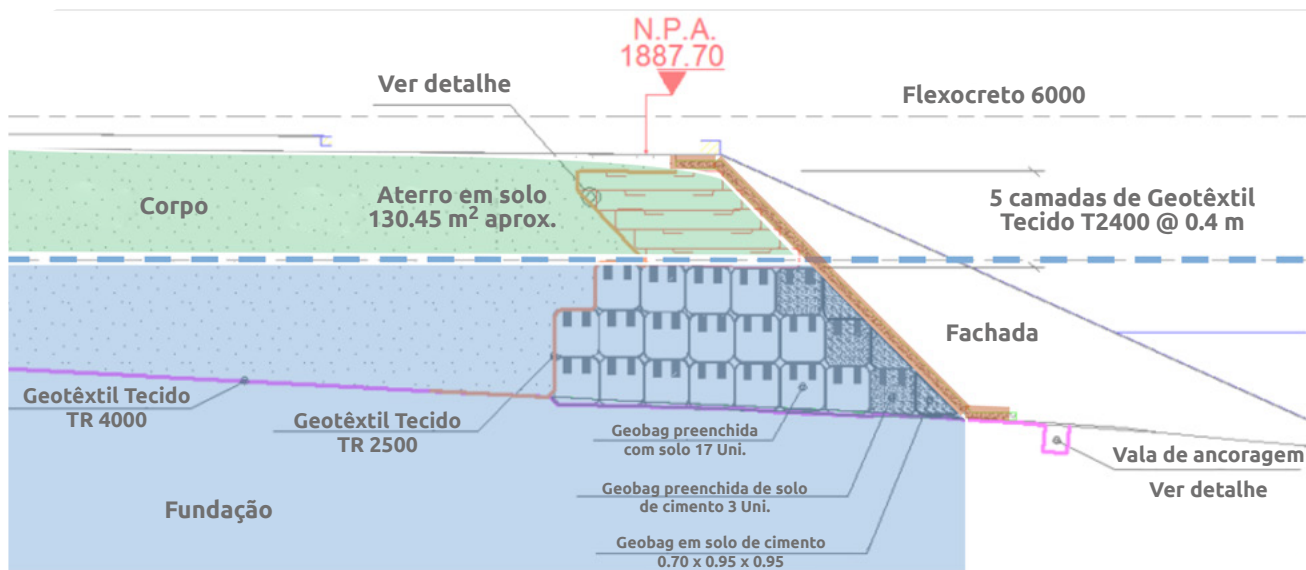 N.P.A.
1887.70
Ver detalhe
Flexocreto 6000
Corpo
Aterro em solo
130.45 m² aprox.
5 camadas de Geotêxtil
Tecido T2400 @ 0.4 m
Fachada
Geotêxtil Tecido
TR 4000
Geotêxtil Tecido
TR 2500
Geobag preenchida
com solo 17 Uni.
Vala de ancoragem
Ver detalhe
Geobag preenchida de solo
de cimento 3 Uni.
Fundação
Geobag em solo de cimento
0.70 x 0.95 x 0.95